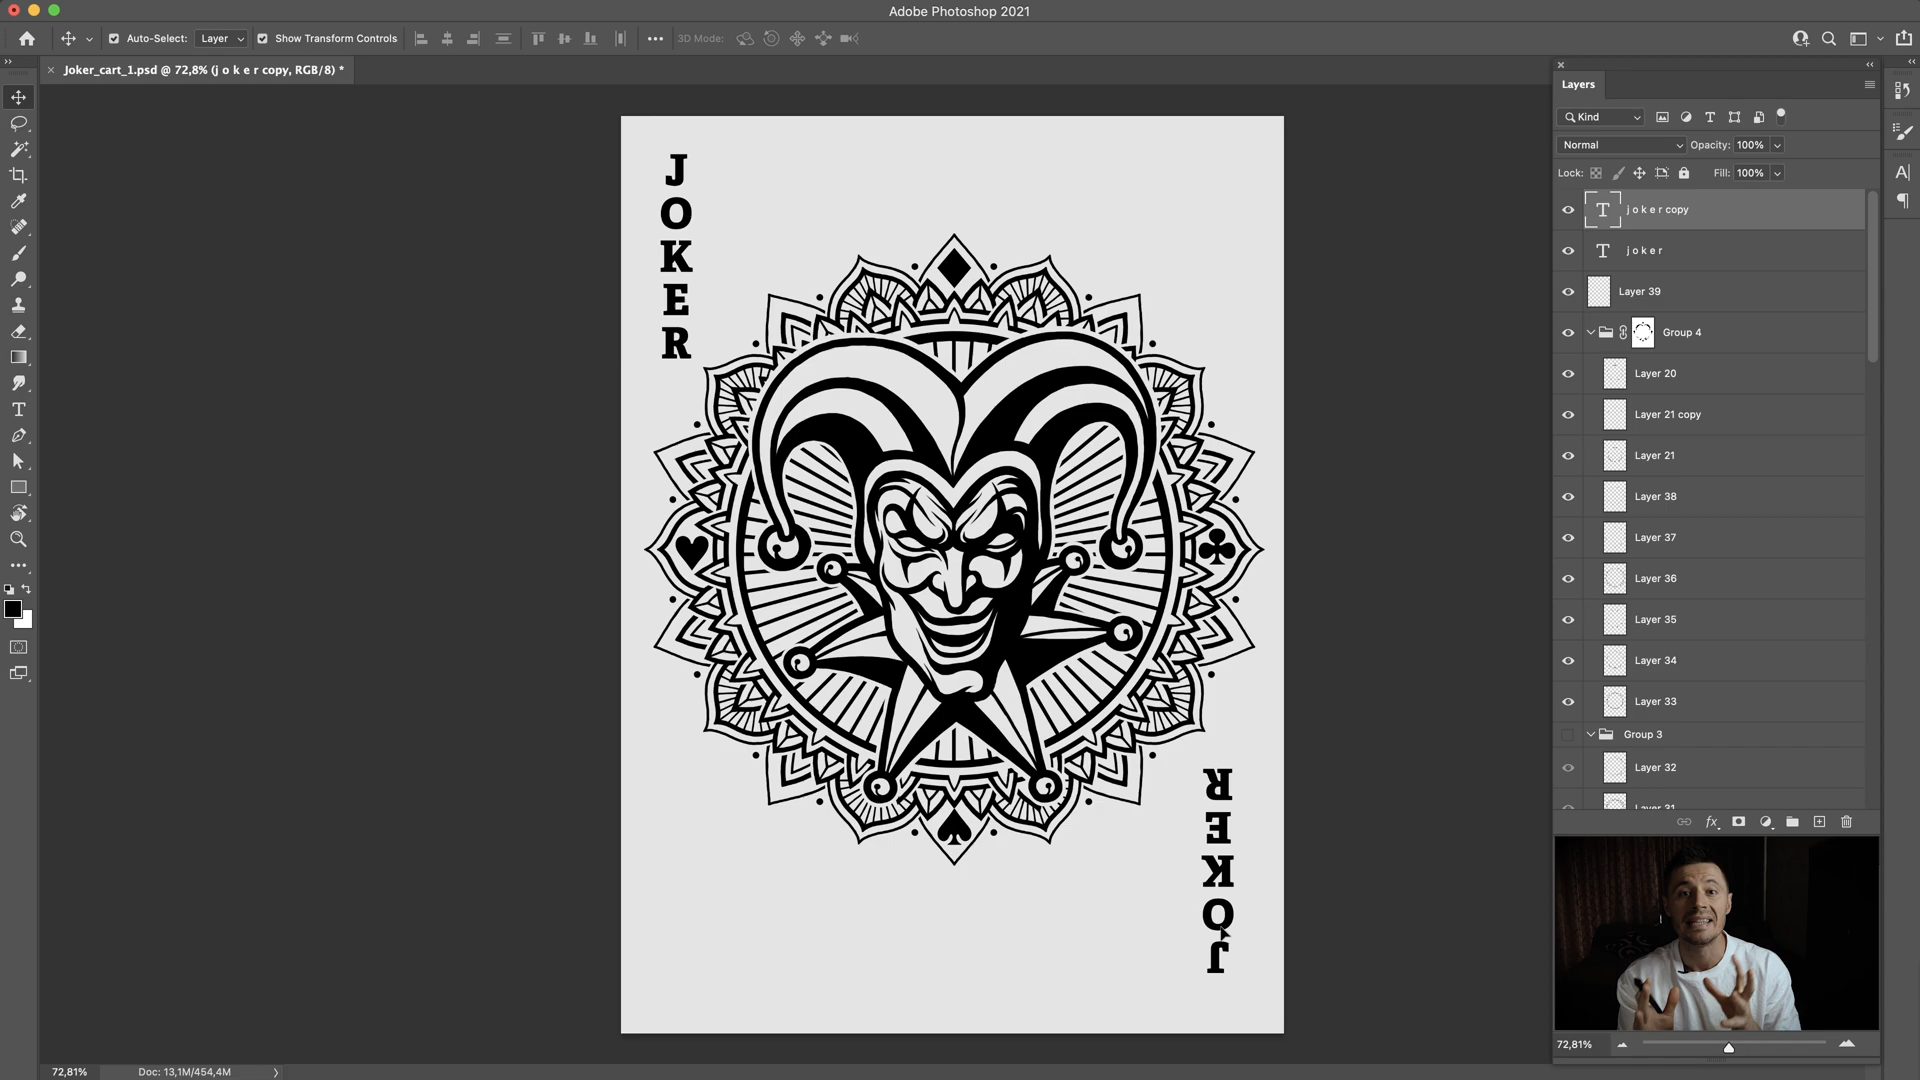 Adobe Photoshop 2021
Auto-Select: Layer Show Transform Controls 3D Mode:
Joker_cart_1.psd @ 72,8% (j o k e r copy, RGB/8) *
J
O
K
E
R
R
E
K
O
J
Layers
Kind
Normal Opacity: 100%
Lock: Fill: 100%
j o k e r copy
j o k e r
Layer 39
Group 4
Layer 20
Layer 21 copy
Layer 21
Layer 38
Layer 37
Layer 36
Layer 35
Layer 34
Layer 33
Group 3
Layer 32
Layer 31
fx
72,81%
72,81% Doc: 13,1M/454,4M